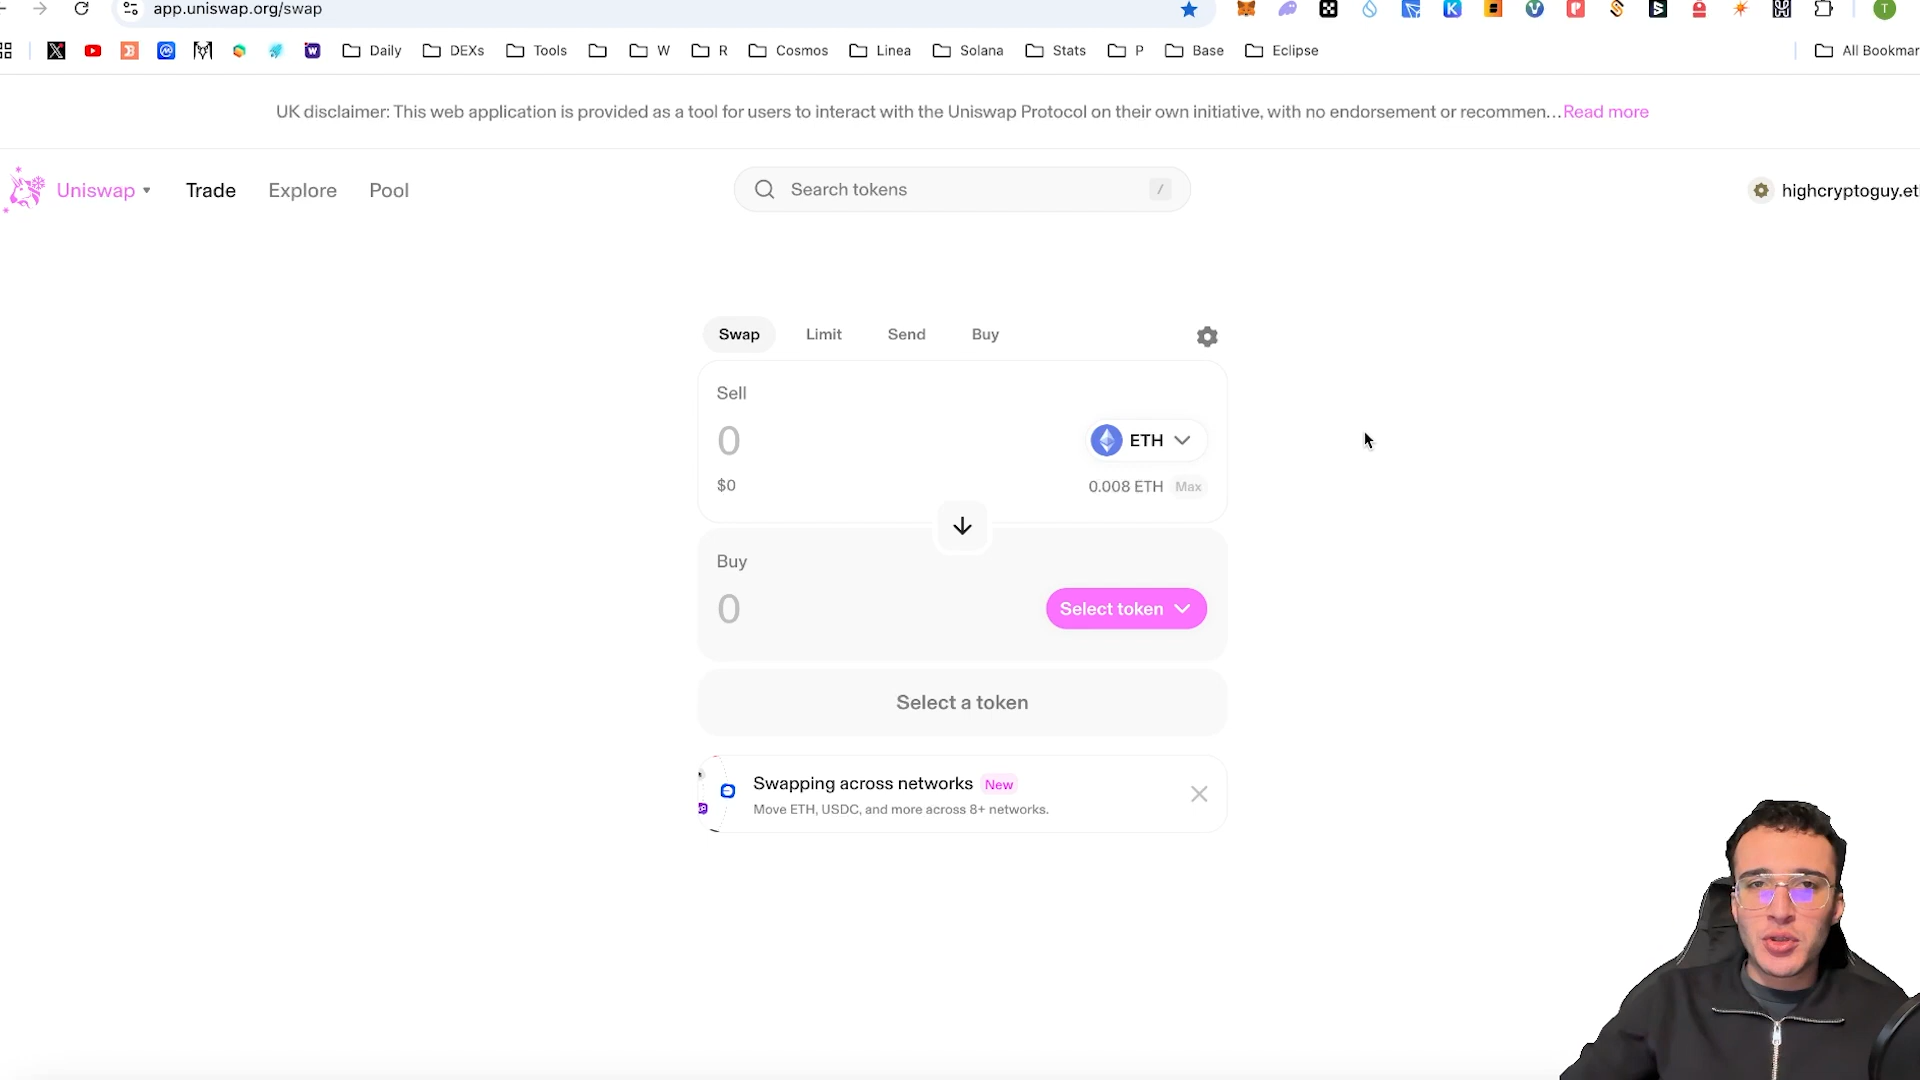 app.uniswap.org/swap
Daily DEXs Tools W R Cosmos Linea Solana Stats P Base Eclipse All Bookmar
UK disclaimer: This web application is provided as a tool for users to interact with the Uniswap Protocol on their own initiative, with no endorsement or recommen... Read more
Uniswap Trade Explore Pool Search tokens / highcryptoguy.et
Swap Limit Send Buy
Sell
0 ETH
$0 0.008 ETH Max
Buy
0 Select token
Select a token
Swapping across networks New
Move ETH, USDC, and more across 8+ networks.
T